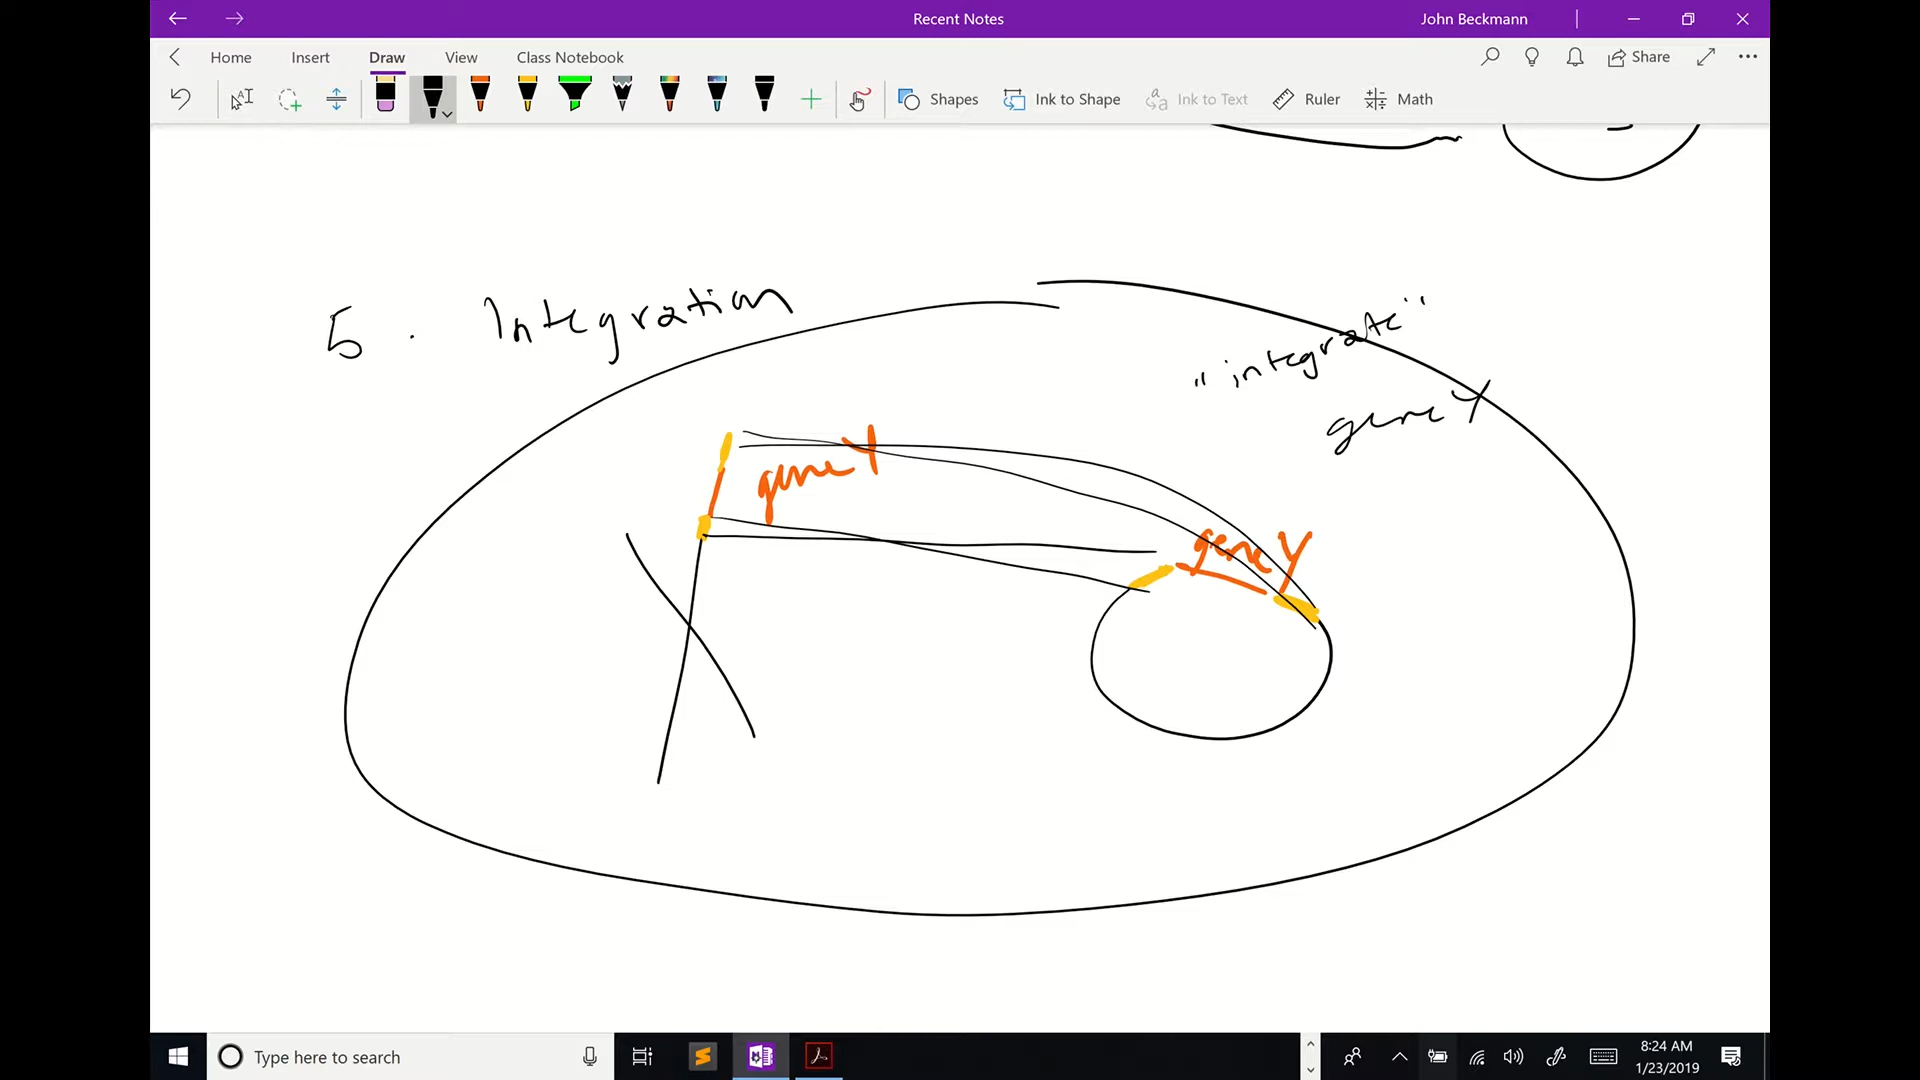 Recent Notes
John Beckmann
Home Insert Draw View Class Notebook
Share
Shapes Ink to Shape Ink to Text Ruler Math
5. Integration
"integrate"
gene Y
gene Y
gene Y
Type here to search
8:24 AM
1/23/2019